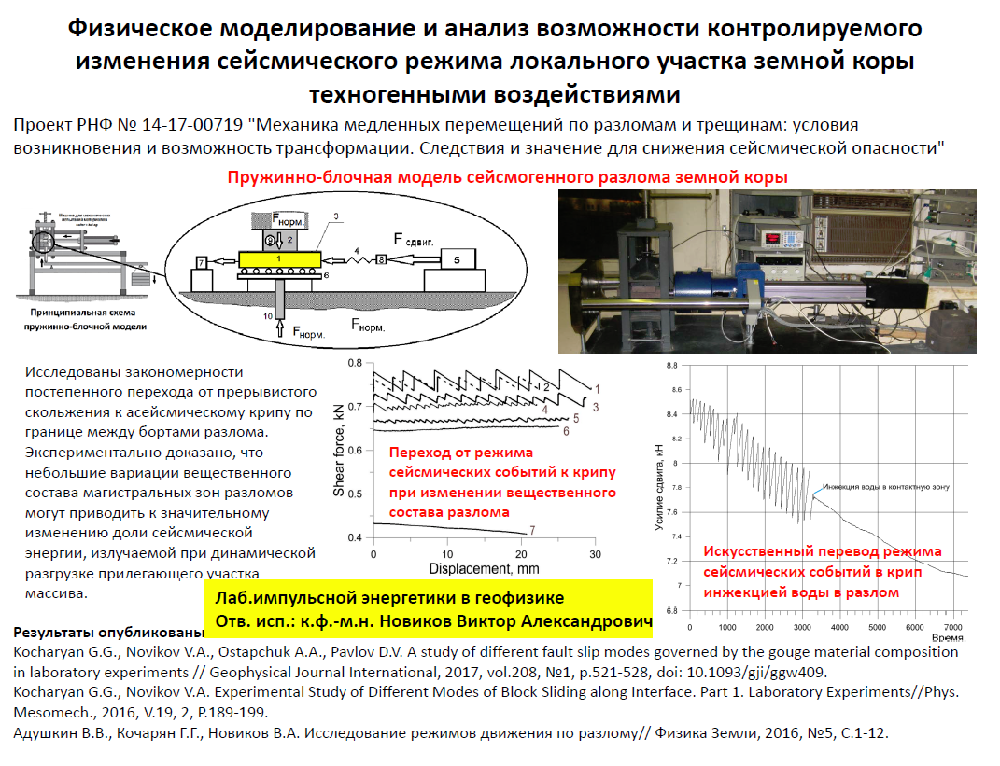 Физическое моделирование и анализ возможности контролируемого
изменения сейсмического режима локального участка земной коры
техногенными воздействиями
Проект РНФ № 14-17-00719 "Механика медленных перемещений по разломам и трещинам: условия
возникновения и возможность трансформации. Следствия и значение для снижения сейсмической опасности"
Пружинно-блочная модель сейсмогенного разлома земной коры
Fнорм.
3
9
2
Fсдвиг.
7
1
4
8
5
6
10
Fнорм.
Fнорм.
Принципиальная схема
пружинно-блочной модели
Исследованы закономерности
постепенного перехода от прерывистого
скольжения к асейсмическому крипу по
границе между бортами разлома.
Экспериментально доказано, что
небольшие вариации вещественного
состава магистральных зон разломов
могут приводить к значительному
изменению доли сейсмической
энергии, излучаемой при динамической
разгрузке прилегающего участка
массива.
Shear force, kN
0.8
0.7
0.6
0.5
0.4
0
10
20
30
Displacement, mm
1
2
3
4
5
6
7
Переход от режима
сейсмических событий к крипу
при изменении вещественного
состава разлома
Усилие сдвига, кН
8.8
8.6
8.4
8.2
8
7.8
7.6
7.4
7.2
7
6.8
0
1000
2000
3000
4000
5000
6000
7000
Время,
Инжекция воды в контактную зону
Искусственный перевод режима
сейсмических событий в крип
инжекцией воды в разлом
Лаб.импульсной энергетики в геофизике
Отв. исп.: к.ф.-м.н. Новиков Виктор Александрович
Результаты опубликованы
Kocharyan G.G., Novikov V.A., Ostapchuk A.A., Pavlov D.V. A study of different fault slip modes governed by the gouge material composition
in laboratory experiments // Geophysical Journal International, 2017, vol.208, №1, p.521-528, doi: 10.1093/gji/ggw409.
Kocharyan G.G., Novikov V.A. Experimental Study of Different Modes of Block Sliding along Interface. Part 1. Laboratory Experiments//Phys.
Mesomech., 2016, V.19, 2, P.189-199.
Адушкин В.В., Кочарян Г.Г., Новиков В.А. Исследование режимов движения по разлому// Физика Земли, 2016, №5, С.1-12.